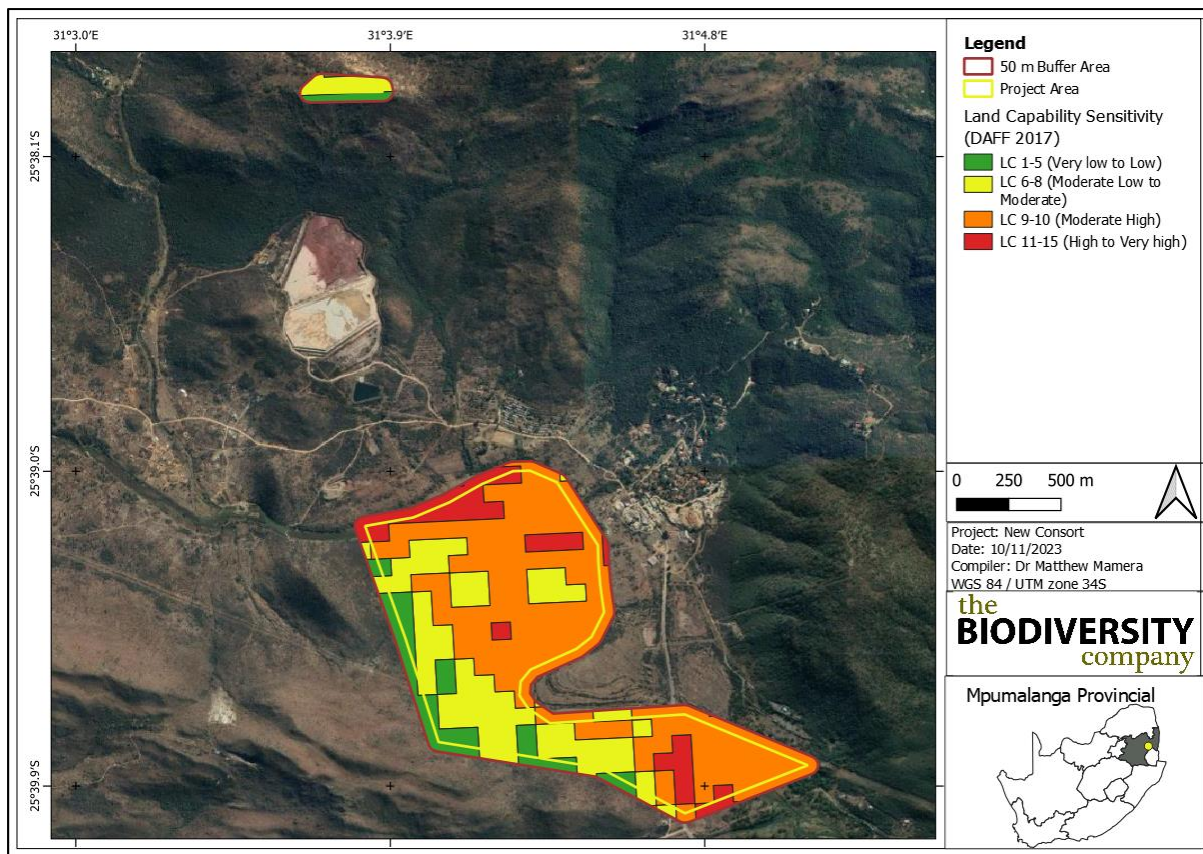 31°3.0'E
31°3.9'E
31°4.8'E
25°38.1'S
25°39.0'S
25°39.9'S
Legend
50 m Buffer Area
Project Area
Land Capability Sensitivity
(DAFF 2017)
LC 1-5 (Very low to Low)
LC 6-8 (Moderate Low to
Moderate)
LC 9-10 (Moderate High)
LC 11-15 (High to Very high)
0 250 500 m
Project: New Consort
Date: 10/11/2023
Compiler: Dr Matthew Mamera
WGS 84 / UTM zone 34S
the
BIODIVERSITY
company
Mpumalanga Provincial